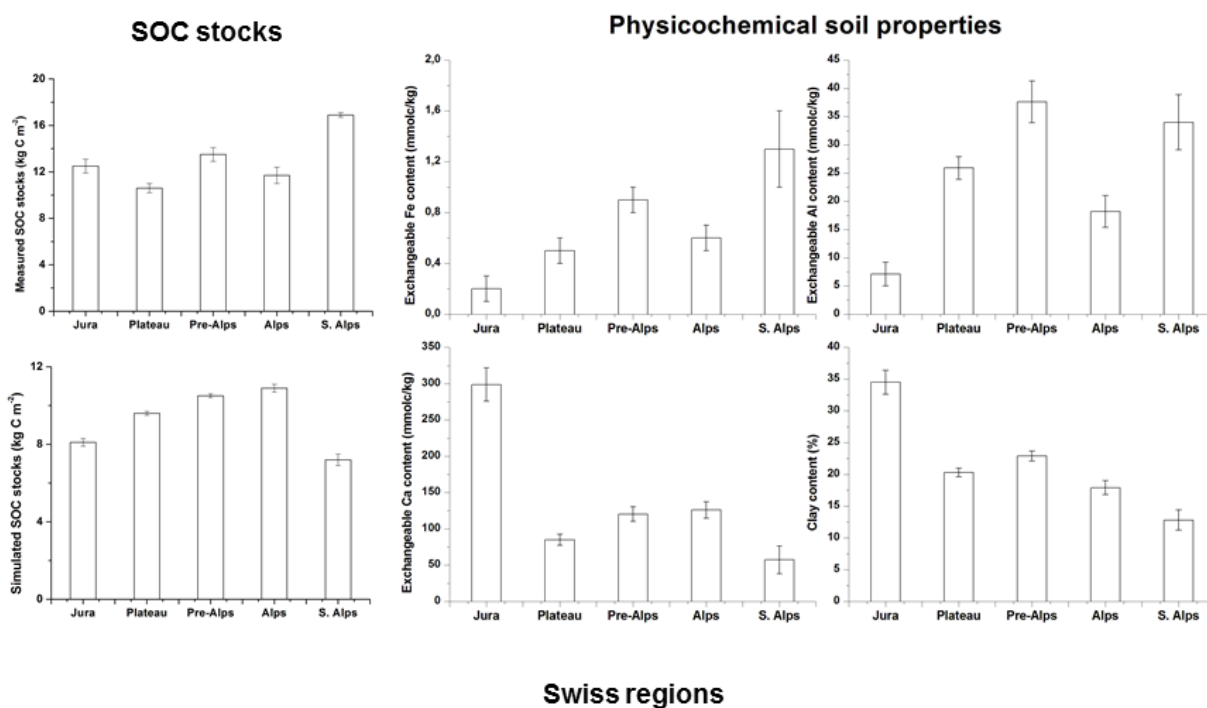 SOC stocks
Physicochemical soil properties
Measured SOC stocks (kg C m⁻²)
20
16
12
8
4
0
Jura Plateau Pre-Alps Alps S. Alps
Exchangeable Fe content (mmolc/kg)
2,0
1,6
1,2
0,8
0,4
0,0
Jura Plateau Pre-Alps Alps S. Alps
Exchangeable Al content (mmolc/kg)
45
40
35
30
25
20
15
10
5
0
Jura Plateau Pre-Alps Alps S. Alps
Simulated SOC stocks (kg C m⁻²)
12
8
4
0
Jura Plateau Pre-Alps Alps S. Alps
Exchangeable Ca content (mmolc/kg)
350
300
250
200
150
100
50
0
Jura Plateau Pre-Alps Alps S. Alps
Clay content (%)
40
35
30
25
20
15
10
5
0
Jura Plateau Pre-Alps Alps S. Alps
Swiss regions